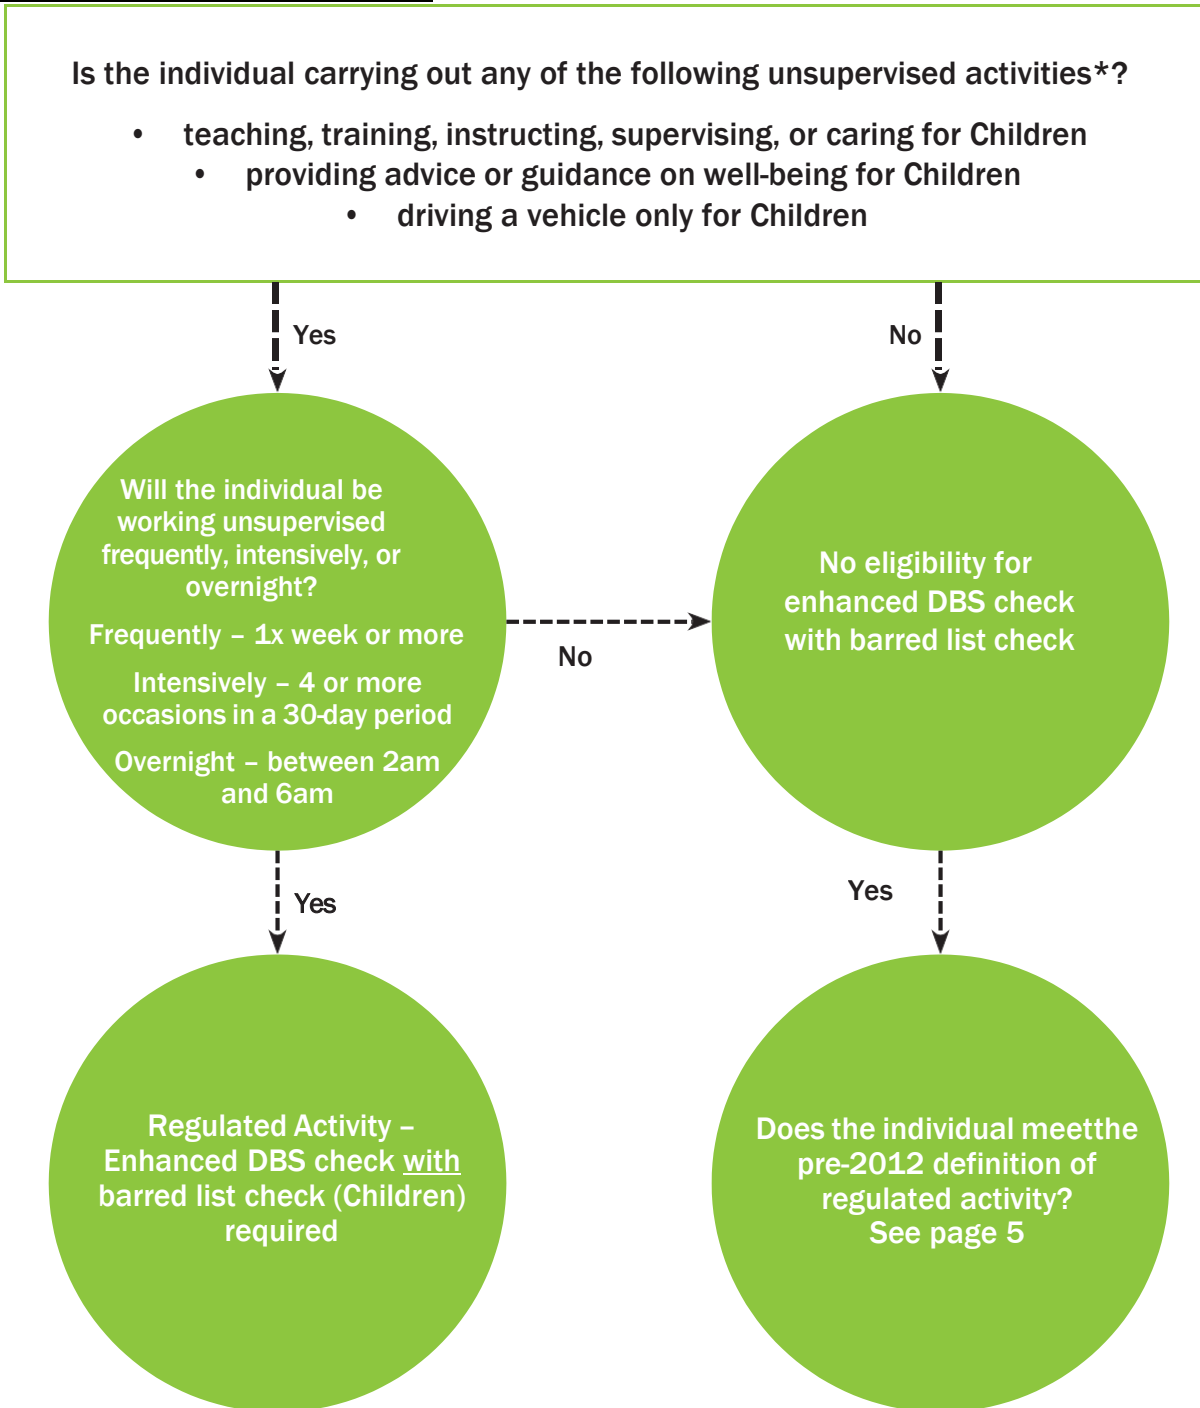 Is the individual carrying out any of the following unsupervised activities*?
• teaching, training, instructing, supervising, or caring for Children
• providing advice or guidance on well-being for Children
• driving a vehicle only for Children
Yes
No
Will the individual be
working unsupervised
frequently, intensively, or
overnight?
Frequently – 1x week or more
Intensively – 4 or more
occasions in a 30-day period
Overnight – between 2am
and 6am
No
No eligibility for
enhanced DBS check
with barred list check
Yes
Yes
Regulated Activity –
Enhanced DBS check with
barred list check (Children)
required
Does the individual meetthe
pre-2012 definition of
regulated activity?
See page 5